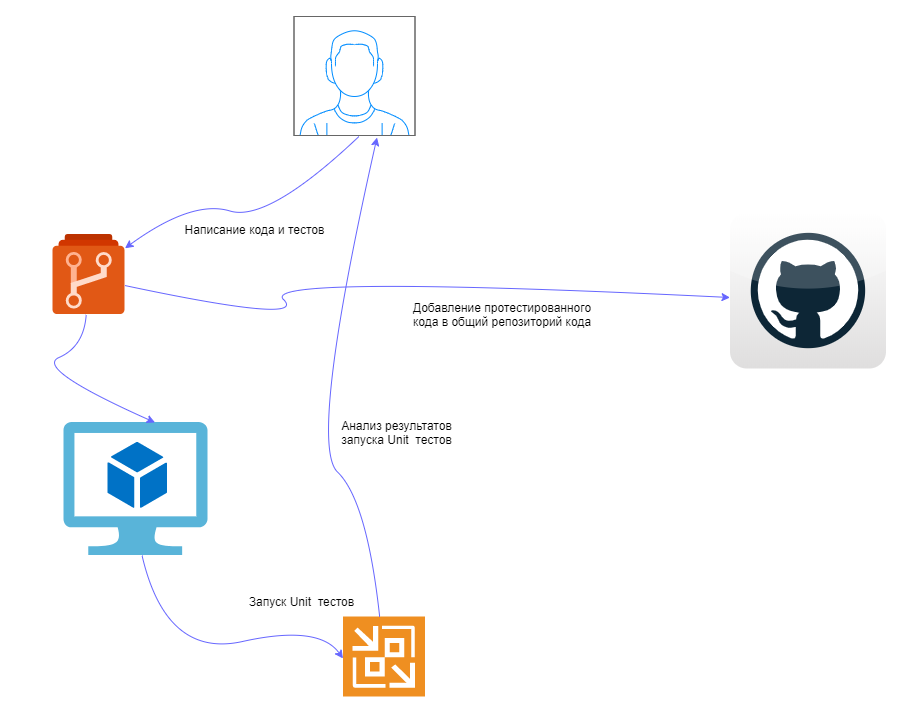 Написание кода и тестов
Добавление протестированного
кода в общий репозиторий кода
Анализ результатов
запуска Unit  тестов
Запуск Unit  тестов